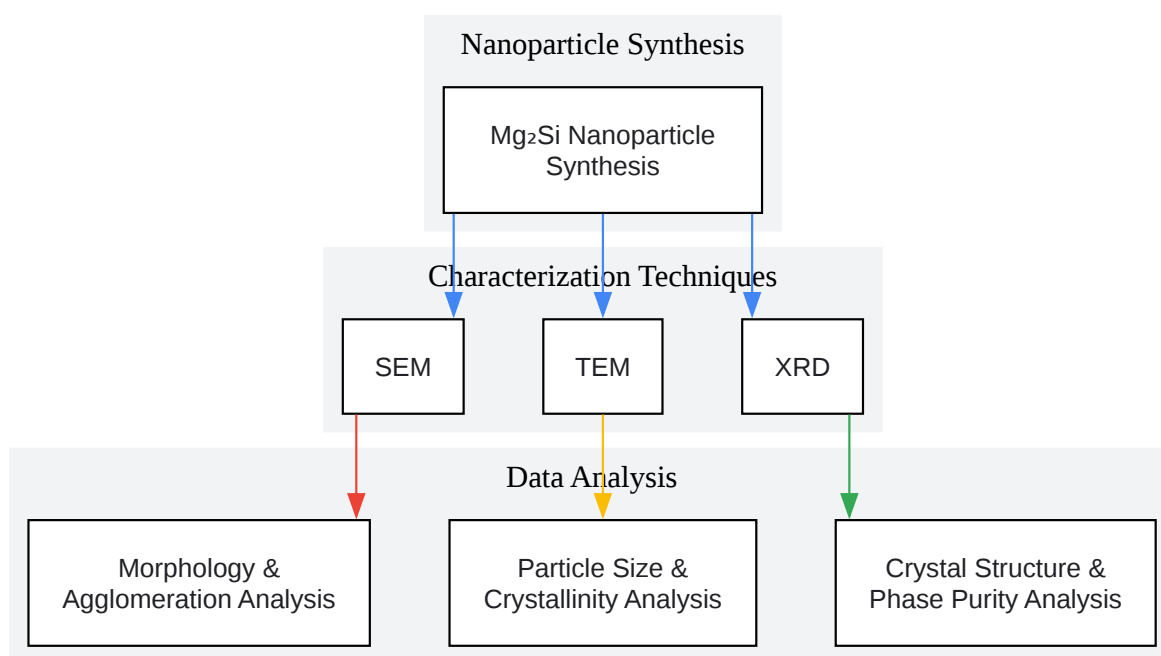 Nanoparticle Synthesis
Mg₂Si Nanoparticle
Synthesis
Characterization Techniques
SEM
TEM
XRD
Data Analysis
Morphology &
Agglomeration Analysis
Particle Size &
Crystallinity Analysis
Crystal Structure &
Phase Purity Analysis